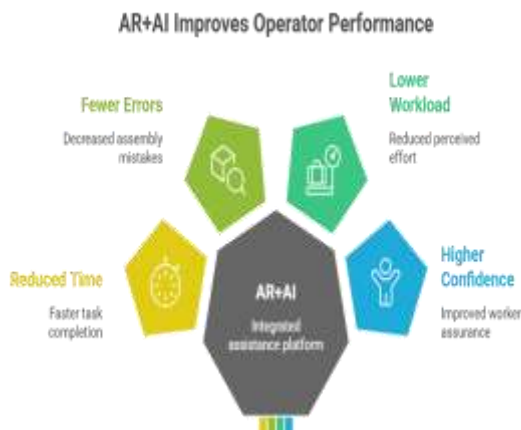 AR+AI Improves Operator Performance
Lower
Workload
Reduced perceived
effort
Fewer Errors
Decreased assembly
mistakes
Higher
Confidence
Improved worker
assurance
Reduced Time
Faster task
completion
AR+AI
Integrated
assistance platform